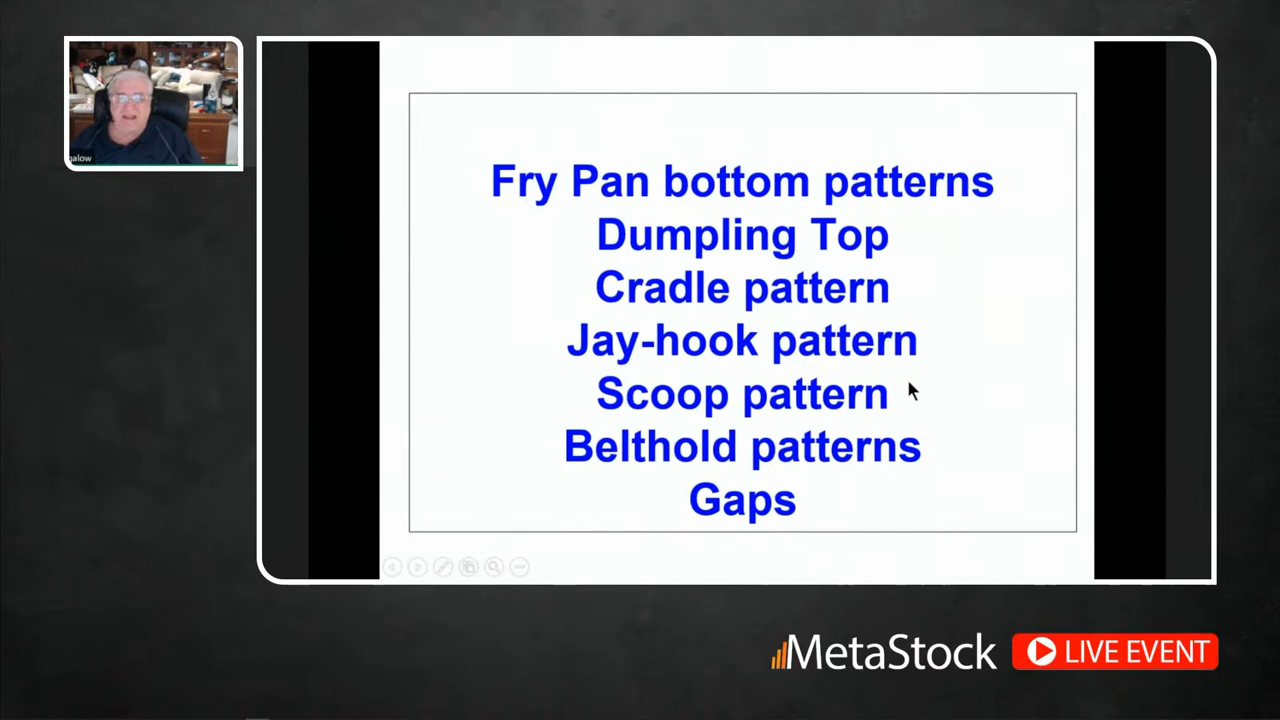 alow
Fry Pan bottom patterns
Dumpling Top
Cradle pattern
Jay-hook pattern
Scoop pattern
Belthold patterns
Gaps
MetaStock
LIVE EVENT